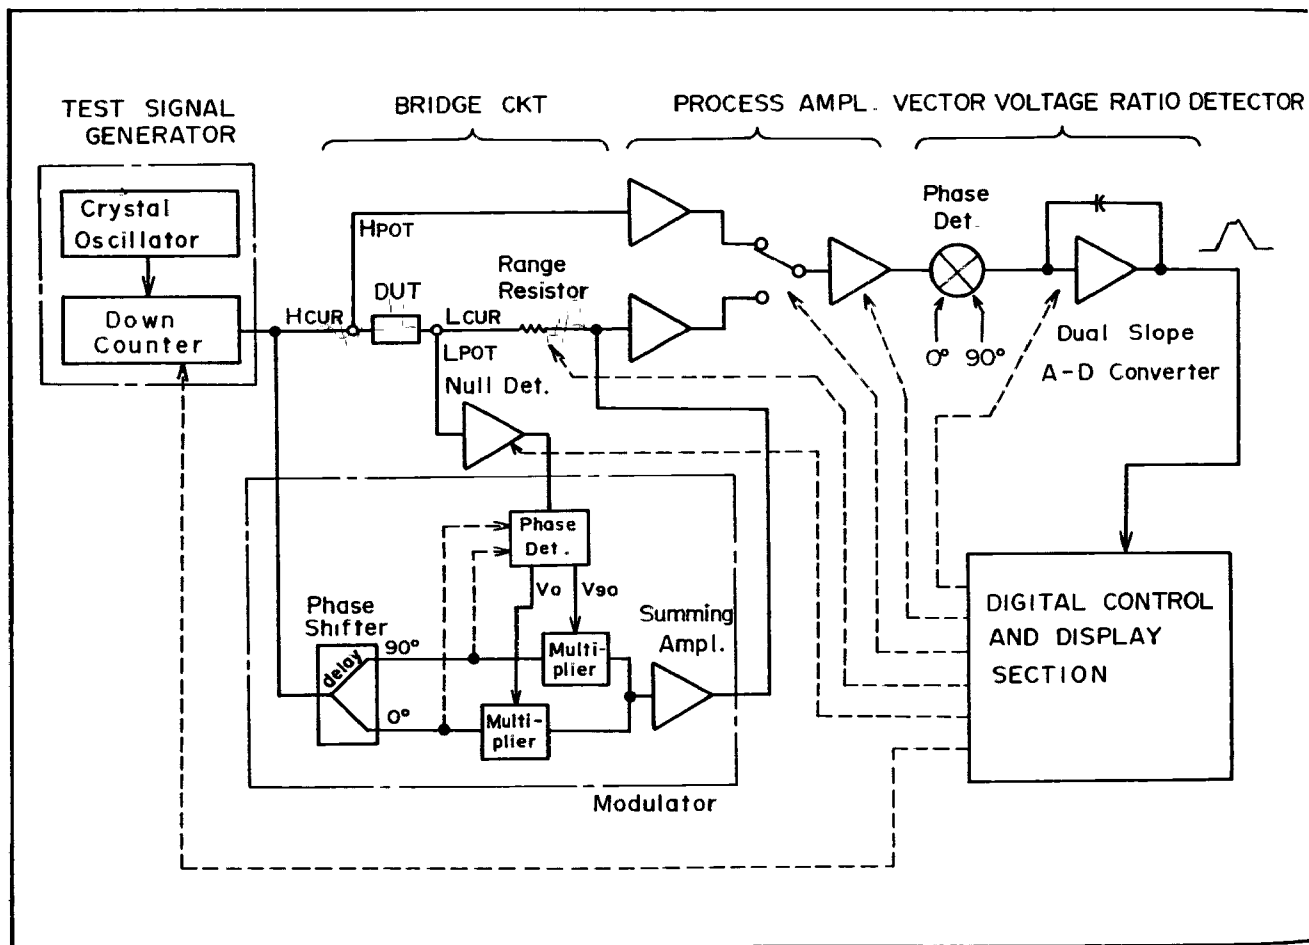 TEST SIGNAL
GENERATOR
BRIDGE CKT
PROCESS AMPL.
VECTOR VOLTAGE RATIO DETECTOR
Crystal
Oscillator
Down
Counter
HPOT
HCUR
DUT
LCUR
LPOT
Range
Resistor
Null Det.
Phase
Det.
0° 90°
Dual Slope
A-D Converter
Phase
Det.
V0
V90
Phase
Shifter
delay
90°
0°
Multi-
plier
Multi-
plier
Summing
Ampl.
Modulator
DIGITAL CONTROL
AND DISPLAY
SECTION